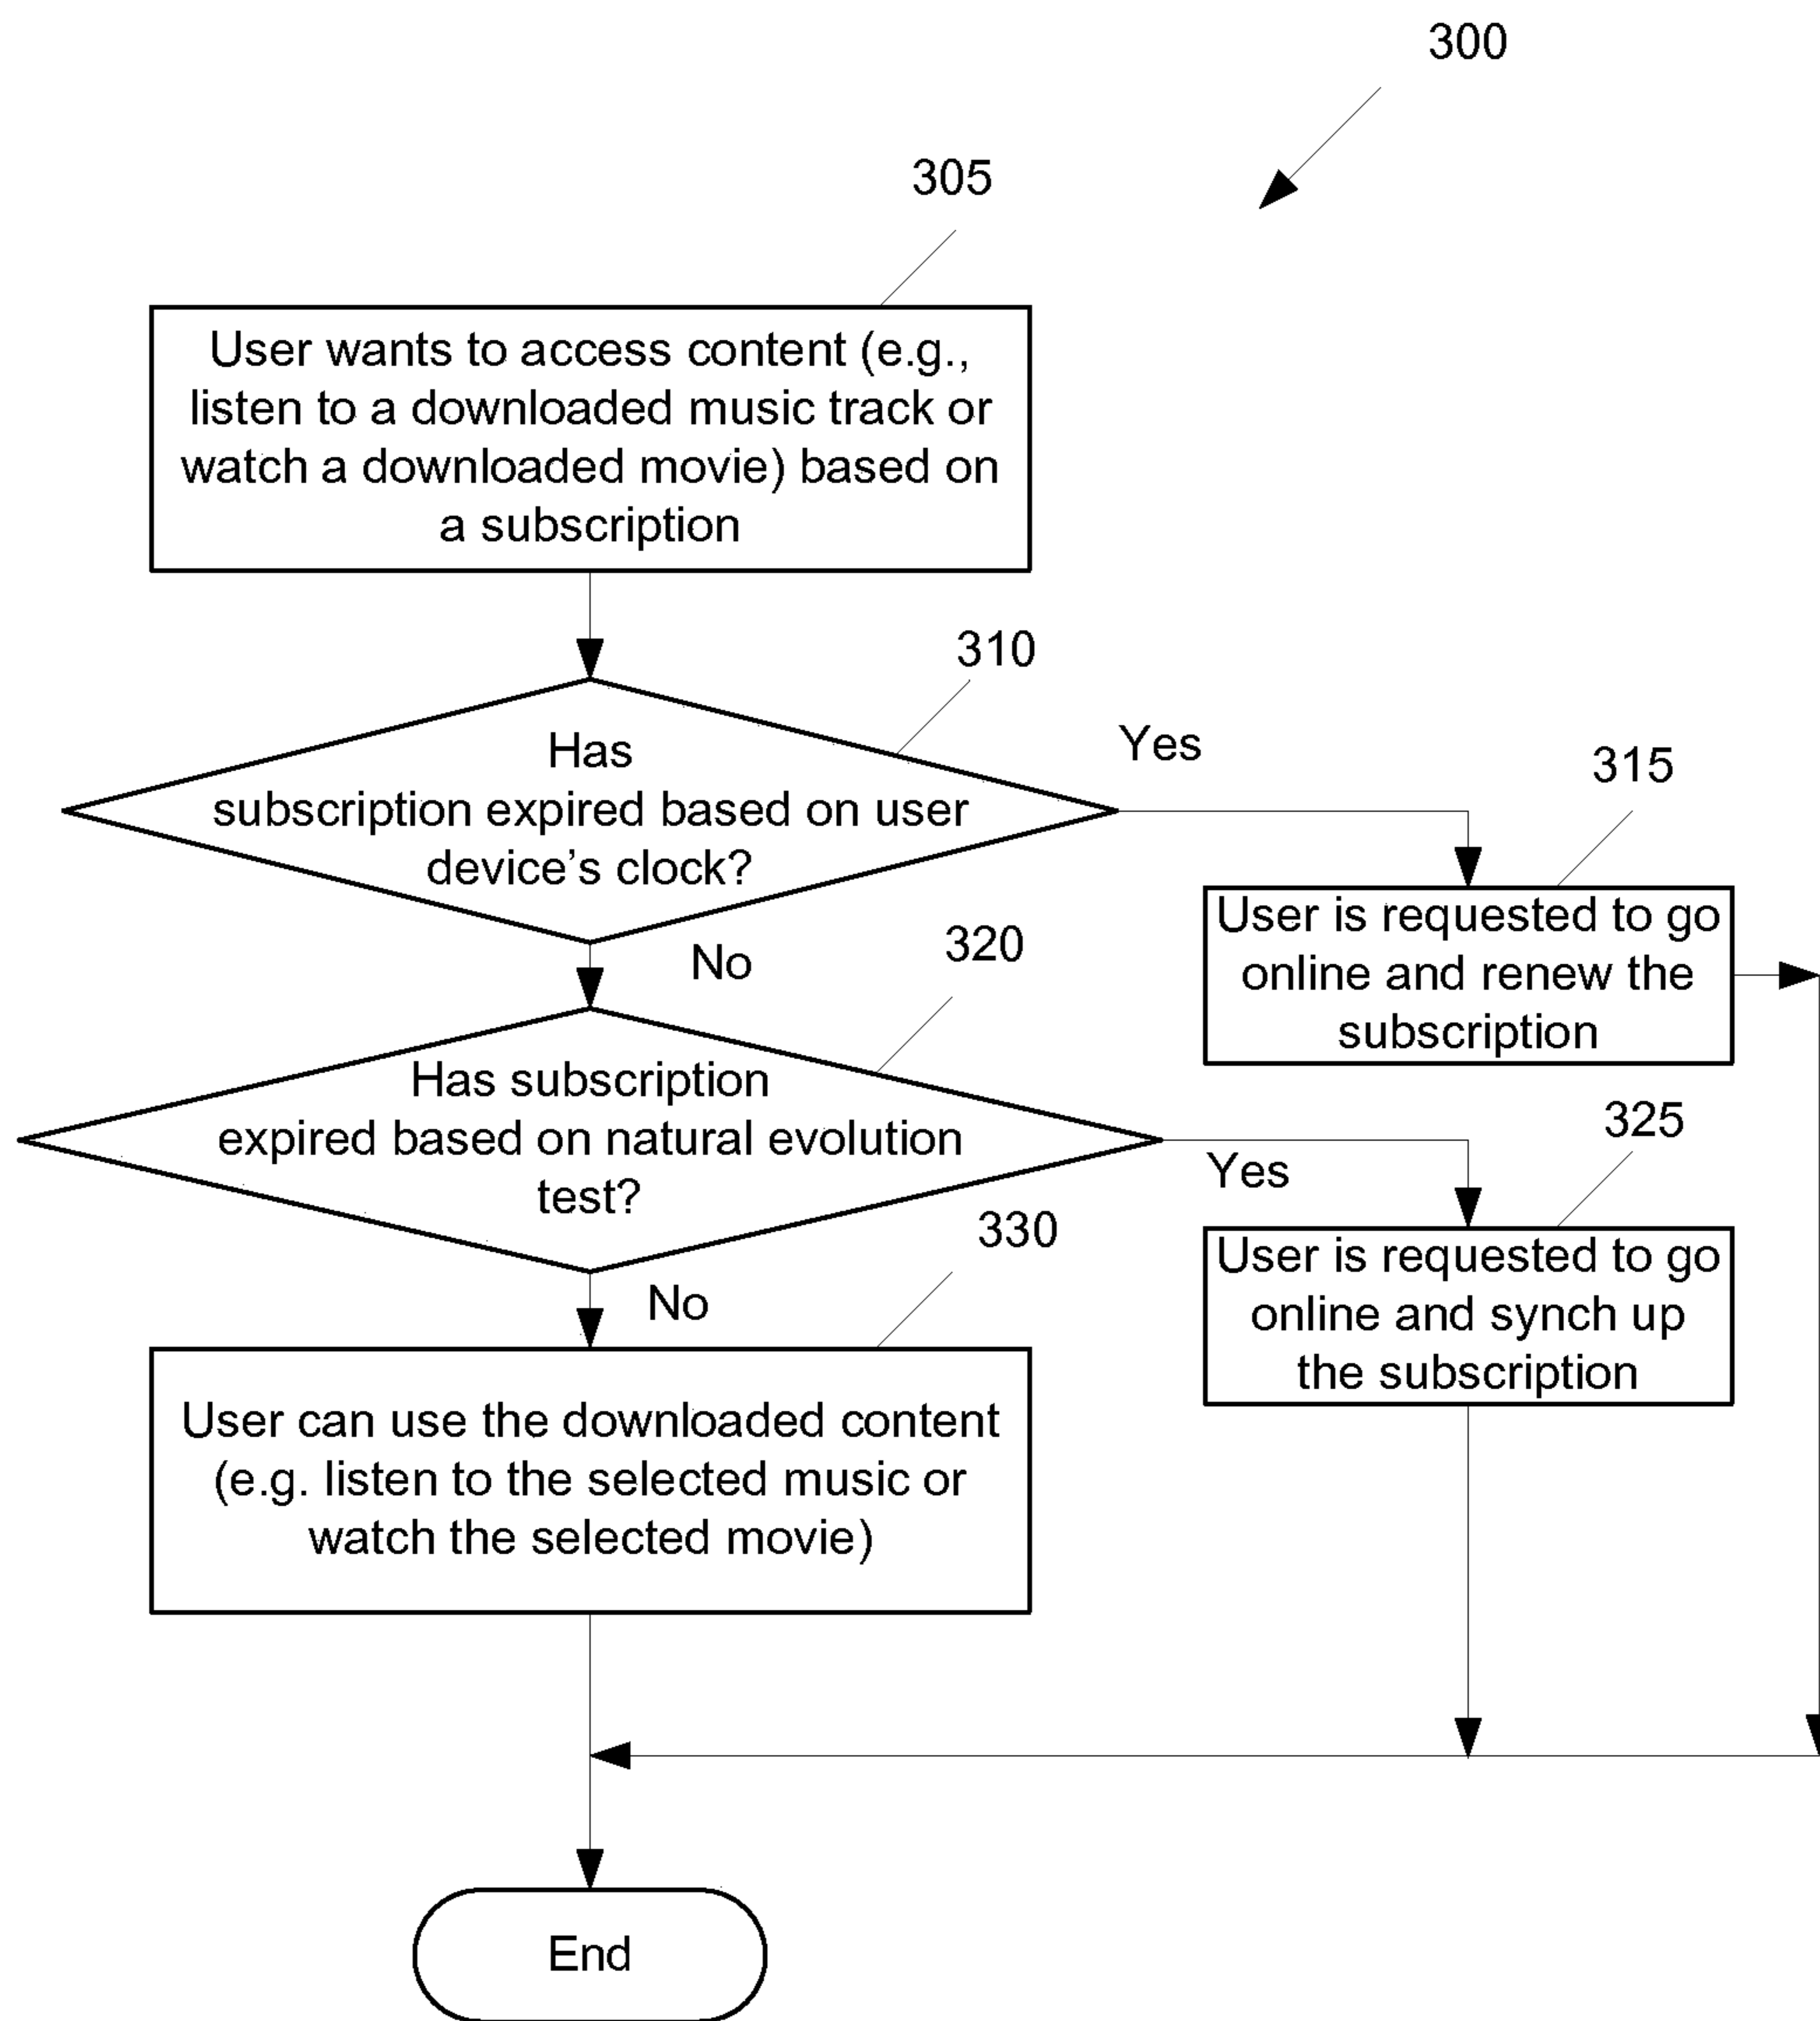 300
305
User wants to access content (e.g.,
listen to a downloaded music track or
watch a downloaded movie) based on
a subscription
310
Has
subscription expired based on user
device's clock?
Yes
315
User is requested to go
online and renew the
subscription
No
320
Has subscription
expired based on natural evolution
test?
Yes
325
User is requested to go
online and synch up
the subscription
No
330
User can use the downloaded content
(e.g. listen to the selected music or
watch the selected movie)
End